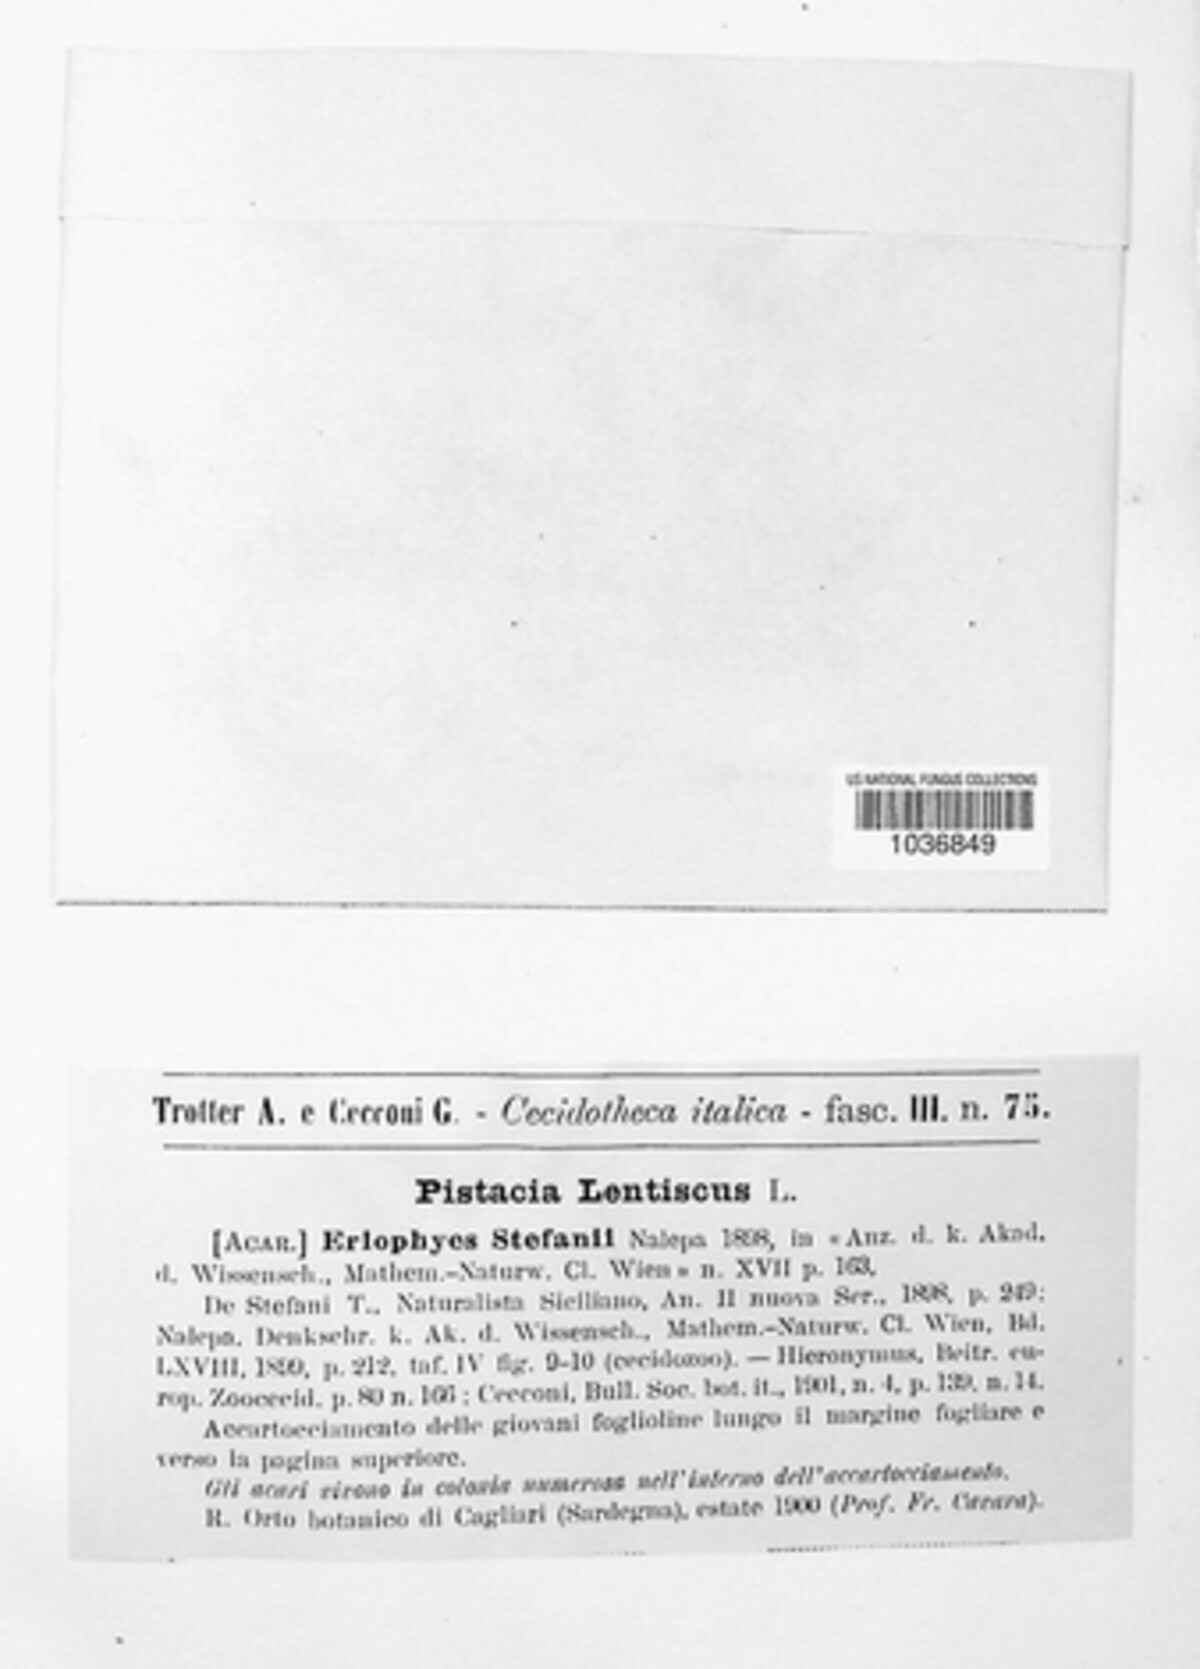 US NATIONAL FUNGUS COLLECTIONS
1036849
Trotter A. e Cecconi G. - Cecidotheca italica - fasc. III. n. 75.
Pistacia Lentiscus L.
[ACAR.] Eriophyes Stefanii Nalepa 1898, in « Anz. d. k. Akad.
d. Wissensch., Mathem.-Naturw. Cl. Wien » n. XVII p. 163.
De Stefani T., Naturalista Siciliano, An. II nuova Ser., 1898, p. 249;
Nalepa, Denkschr. k. Ak. d. Wissensch., Mathem.-Naturw. Cl. Wien, Bd.
LXVIII, 1899, p. 212, taf. IV fig. 9-10 (cecidozoo). — Hieronymus, Beitr. eu-
rop. Zoocecid. p. 80 n. 166 ; Cecconi, Bull. Soc. bot. it., 1901, n. 4, p. 139, n. 14.
Accartocciamento delle giovani foglioline lungo il margine fogliare e
verso la pagina superiore.
Gli acari vivono in colonia numerosa nell'interno dell'accartocciamento.
R. Orto botanico di Cagliari (Sardegna), estate 1900 (Prof. Fr. Cavara).